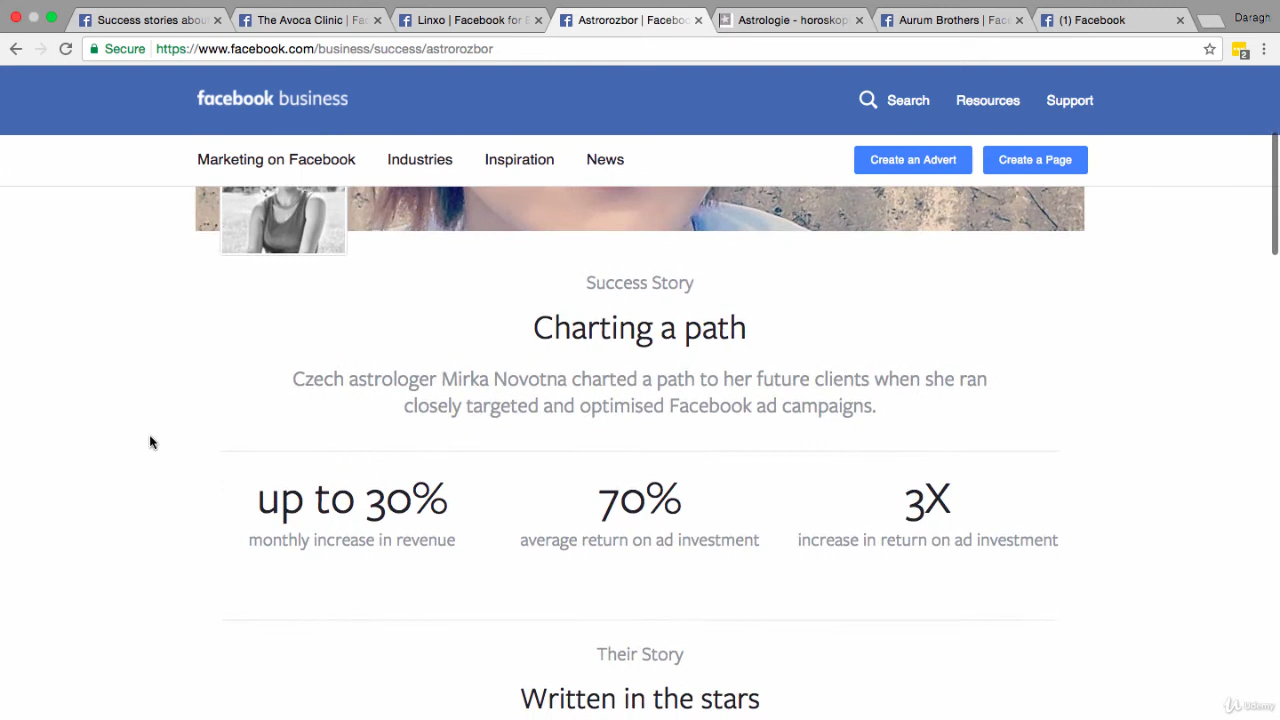 Success stories abou
The Avoca Clinic | Fac
Linxo | Facebook for B
Astrorozbor | Faceboo
Astrologie - horoskop
Aurum Brothers | Face
(1) Facebook
Daragh
Secure https://www.facebook.com/business/success/astrorozbor
2
facebook business
Search
Resources
Support
Marketing on Facebook
Industries
Inspiration
News
Create an Advert
Create a Page
Success Story
Charting a path
Czech astrologer Mirka Novotna charted a path to her future clients when she ran
closely targeted and optimised Facebook ad campaigns.
up to 30%
70%
3X
monthly increase in revenue
average return on ad investment
increase in return on ad investment
Their Story
Written in the stars
Udemy